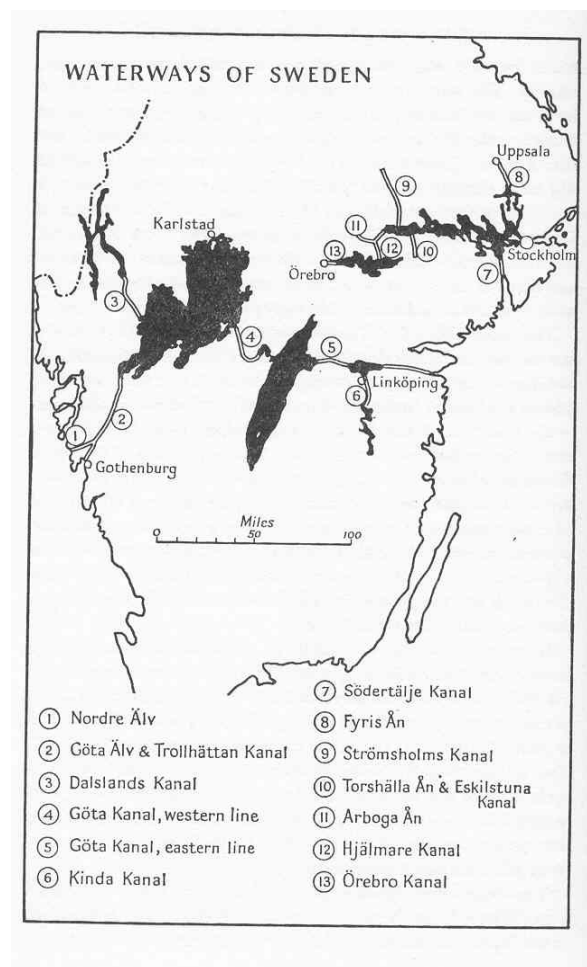 WATERWAYS OF SWEDEN
Uppsala
8
9
Karlstad
11
Stockholm
13
12
10
Örebro
7
3
4
5
Linköping
6
2
1
Gothenburg
Miles
0 50 100
1 Nordre Älv
2 Göta Älv & Trollhättan Kanal
3 Dalslands Kanal
4 Göta Kanal, western line
5 Göta Kanal, eastern line
6 Kinda Kanal
7 Södertälje Kanal
8 Fyris Ån
9 Strömsholms Kanal
10 Torshälla Ån & Eskilstuna
Kanal
11 Arboga Ån
12 Hjälmare Kanal
13 Örebro Kanal